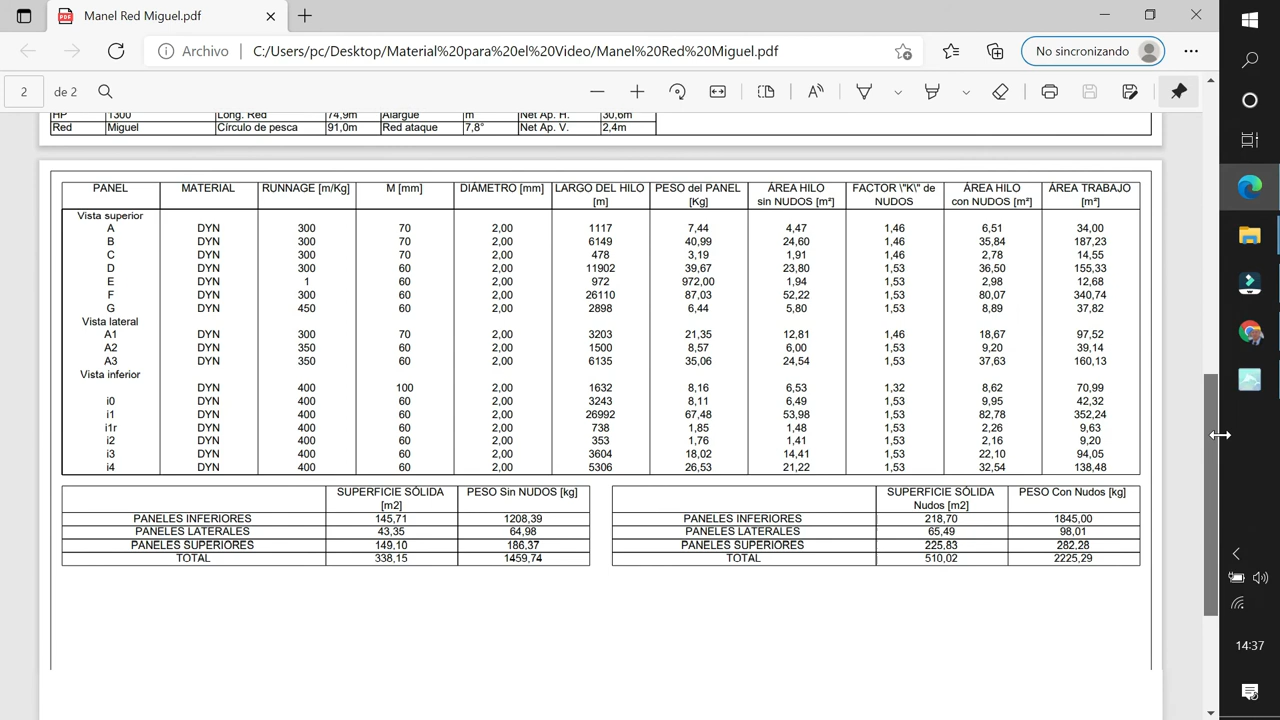 Manel Red Miguel.pdf
Archivo C:/Users/pc/Desktop/Material%20para%20el%20Video/Manel%20Red%20Miguel.pdf No sincronizando
2 de 2
HP 1300 Long. Red 74,9m Alargue m Net Ap. H. 30,6m
Red Miguel Círculo de pesca 91,0m Red ataque 7,8° Net Ap. V. 2,4m
PANEL MATERIAL RUNNAGE [m/Kg] M [mm] DIÁMETRO [mm] LARGO DEL HILO [m] PESO del PANEL [Kg] ÁREA HILO sin NUDOS [m²] FACTOR \"K\" de NUDOS ÁREA HILO con NUDOS [m²] ÁREA TRABAJO [m²]
Vista superior
A DYN 300 70 2,00 1117 7,44 4,47 1,46 6,51 34,00
B DYN 300 70 2,00 6149 40,99 24,60 1,46 35,84 187,23
C DYN 300 70 2,00 478 3,19 1,91 1,46 2,78 14,55
D DYN 300 60 2,00 11902 39,67 23,80 1,53 36,50 155,33
E DYN 1 60 2,00 972 972,00 1,94 1,53 2,98 12,68
F DYN 300 60 2,00 26110 87,03 52,22 1,53 80,07 340,74
G DYN 450 60 2,00 2898 6,44 5,80 1,53 8,89 37,82
Vista lateral
A1 DYN 300 70 2,00 3203 21,35 12,81 1,46 18,67 97,52
A2 DYN 350 60 2,00 1500 8,57 6,00 1,53 9,20 39,14
A3 DYN 350 60 2,00 6135 35,06 24,54 1,53 37,63 160,13
Vista inferior
DYN 400 100 2,00 1632 8,16 6,53 1,32 8,62 70,99
i0 DYN 400 60 2,00 3243 8,11 6,49 1,53 9,95 42,32
i1 DYN 400 60 2,00 26992 67,48 53,98 1,53 82,78 352,24
i1r DYN 400 60 2,00 738 1,85 1,48 1,53 2,26 9,63
i2 DYN 400 60 2,00 353 1,76 1,41 1,53 2,16 9,20
i3 DYN 400 60 2,00 3604 18,02 14,41 1,53 22,10 94,05
i4 DYN 400 60 2,00 5306 26,53 21,22 1,53 32,54 138,48
SUPERFICIE SÓLIDA [m2] PESO Sin NUDOS [kg]
PANELES INFERIORES 145,71 1208,39
PANELES LATERALES 43,35 64,98
PANELES SUPERIORES 149,10 186,37
TOTAL 338,15 1459,74
SUPERFICIE SÓLIDA Nudos [m2] PESO Con Nudos [kg]
PANELES INFERIORES 218,70 1845,00
PANELES LATERALES 65,49 98,01
PANELES SUPERIORES 225,83 282,28
TOTAL 510,02 2225,29
14:37